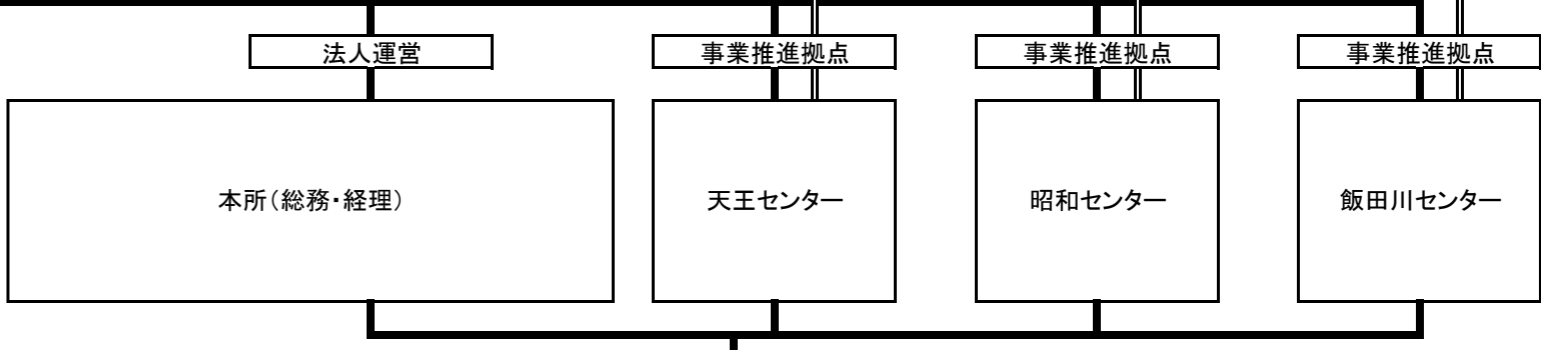 法人運営
事業推進拠点
事業推進拠点
事業推進拠点
本所(総務・経理)
天王センター
昭和センター
飯田川センター